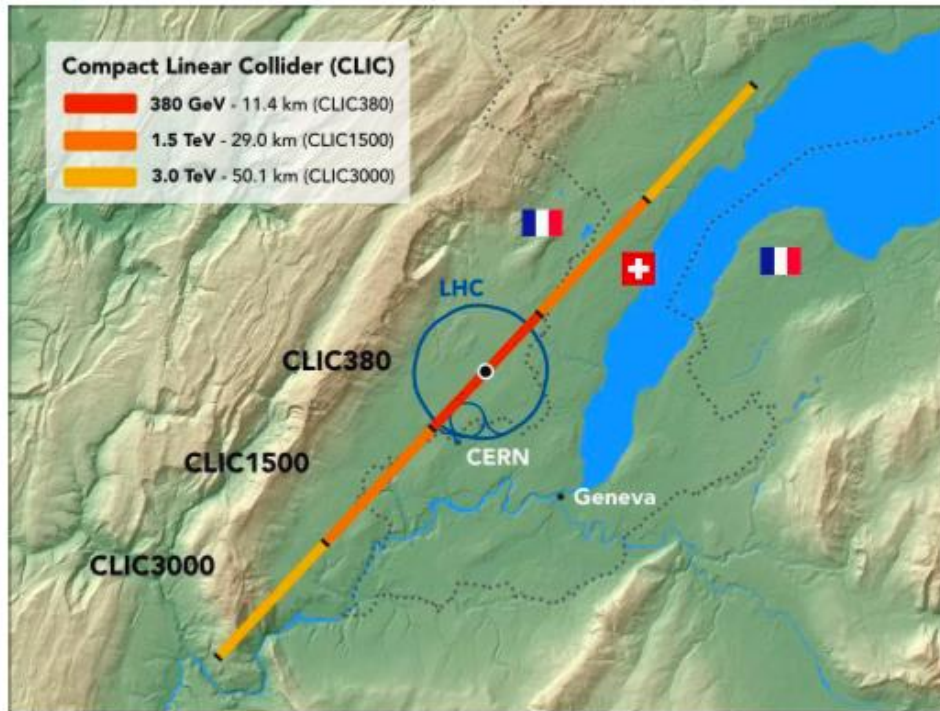 Compact Linear Collider (CLIC)
380 GeV - 11.4 km (CLIC380)
1.5 TeV - 29.0 km (CLIC1500)
3.0 TeV - 50.1 km (CLIC3000)
LHC
CLIC380
CERN
CLIC1500
Geneva
CLIC3000